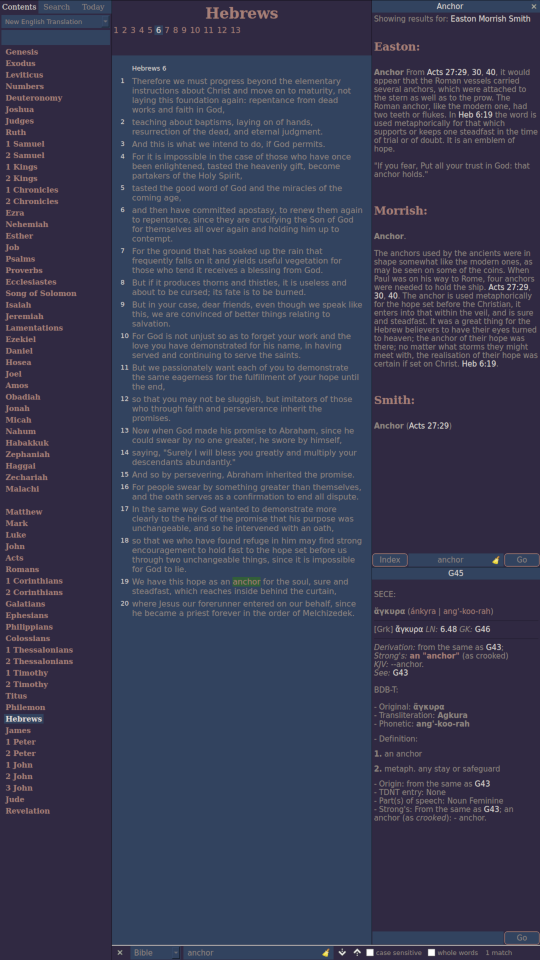 Contents Search Today
New English Translation
Genesis
Exodus
Leviticus
Numbers
Deuteronomy
Joshua
Judges
Ruth
1 Samuel
2 Samuel
1 Kings
2 Kings
1 Chronicles
2 Chronicles
Ezra
Nehemiah
Esther
Job
Psalms
Proverbs
Ecclesiastes
Song of Solomon
Isaiah
Jeremiah
Lamentations
Ezekiel
Daniel
Hosea
Joel
Amos
Obadiah
Jonah
Micah
Nahum
Habakkuk
Zephaniah
Haggai
Zechariah
Malachi
Matthew
Mark
Luke
John
Acts
Romans
1 Corinthians
2 Corinthians
Galatians
Ephesians
Philippians
Colossians
1 Thessalonians
2 Thessalonians
1 Timothy
2 Timothy
Titus
Philemon
Hebrews
James
1 Peter
2 Peter
1 John
2 John
3 John
Jude
Revelation
Hebrews
1 2 3 4 5 6 7 8 9 10 11 12 13
Hebrews 6
1 Therefore we must progress beyond the elementary
instructions about Christ and move on to maturity, not
laying this foundation again: repentance from dead
works and faith in God,
2 teaching about baptisms, laying on of hands,
resurrection of the dead, and eternal judgment.
3 And this is what we intend to do, if God permits.
4 For it is impossible in the case of those who have once
been enlightened, tasted the heavenly gift, become
partakers of the Holy Spirit,
5 tasted the good word of God and the miracles of the
coming age,
6 and then have committed apostasy, to renew them again
to repentance, since they are crucifying the Son of God
for themselves all over again and holding him up to
contempt.
7 For the ground that has soaked up the rain that
frequently falls on it and yields useful vegetation for
those who tend it receives a blessing from God.
8 But if it produces thorns and thistles, it is useless and
about to be cursed; its fate is to be burned.
9 But in your case, dear friends, even though we speak like
this, we are convinced of better things relating to
salvation.
10 For God is not unjust so as to forget your work and the
love you have demonstrated for his name, in having
served and continuing to serve the saints.
11 But we passionately want each of you to demonstrate
the same eagerness for the fulfillment of your hope until
the end,
12 so that you may not be sluggish, but imitators of those
who through faith and perseverance inherit the
promises.
13 Now when God made his promise to Abraham, since he
could swear by no one greater, he swore by himself,
14 saying, "Surely I will bless you greatly and multiply your
descendants abundantly."
15 And so by persevering, Abraham inherited the promise.
16 For people swear by something greater than themselves,
and the oath serves as a confirmation to end all dispute.
17 In the same way God wanted to demonstrate more
clearly to the heirs of the promise that his purpose was
unchangeable, and so he intervened with an oath,
18 so that we who have found refuge in him may find strong
encouragement to hold fast to the hope set before us
through two unchangeable things, since it is impossible
for God to lie.
19 We have this hope as an anchor for the soul, sure and
steadfast, which reaches inside behind the curtain,
20 where Jesus our forerunner entered on our behalf, since
he became a priest forever in the order of Melchizedek.
✕ Bible anchor case sensitive whole words 1 match
Anchor ✕
Showing results for: Easton Morrish Smith
Easton:
Anchor From Acts 27:29, 30, 40, it would
appear that the Roman vessels carried
several anchors, which were attached to
the stem as well as to the prow. The
Roman anchor, like the modern one, had
two teeth or flukes. In Heb 6:19 the word is
used metaphorically for that which
supports or keeps one steadfast in the time
of trial or of doubt. It is an emblem of
hope.
"If you fear, Put all your trust in God: that
anchor holds."
Morrish:
Anchor.
The anchors used by the ancients were in
shape somewhat like the modern ones, as
may be seen on some of the coins. When
Paul was on his way to Rome, four anchors
were needed to hold the ship. Acts 27:29,
30, 40. The anchor is used metaphorically
for the hope set before the Christian, it
enters into that within the veil, and is sure
and steadfast. It was a great thing for the
Hebrew believers to have their eyes turned
to heaven; the anchor of their hope was
there; no matter what storms they might
meet with, the realisation of their hope was
certain if set on Christ. Heb 6:19.
Smith:
Anchor (Acts 27:29)
Index anchor Go
G45
SECE:
ἄγκυρα (ánkyra | ang'-koo-rah)
[Grk] ἄγκυρα LN: 6.48 GK: G46
Derivation: from the same as G43;
Strong's: an "anchor" (as crooked)
KJV: --anchor.
See: G43
BDB-T:
- Original: ἄγκυρα
- Transliteration: Agkura
- Phonetic: ang'-koo-rah
- Definition:
1. an anchor
2. metaph. any stay or safeguard
- Origin: from the same as G43
- TDNT entry: None
- Part(s) of speech: Noun Feminine
- Strong's: From the same as G43; an
anchor (as crooked): - anchor.
Go